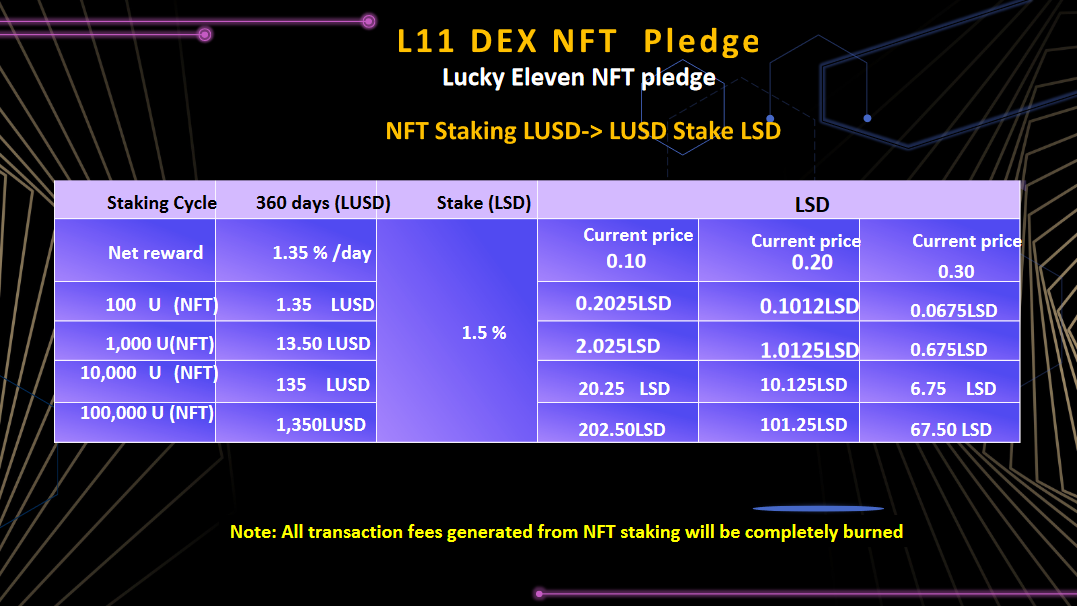 L11 DEX NFT Pledge
Lucky Eleven NFT pledge
NFT Staking LUSD-> LUSD Stake LSD
Staking Cycle 360 days (LUSD) Stake (LSD) LSD
Net reward 1.35 % /day 1.5 % Current price 0.10 Current price 0.20 Current price 0.30
100 U (NFT) 1.35 LUSD 0.2025LSD 0.1012LSD 0.0675LSD
1,000 U(NFT) 13.50 LUSD 2.025LSD 1.0125LSD 0.675LSD
10,000 U (NFT) 135 LUSD 20.25 LSD 10.125LSD 6.75 LSD
100,000 U (NFT) 1,350LUSD 202.50LSD 101.25LSD 67.50 LSD
Note: All transaction fees generated from NFT staking will be completely burned